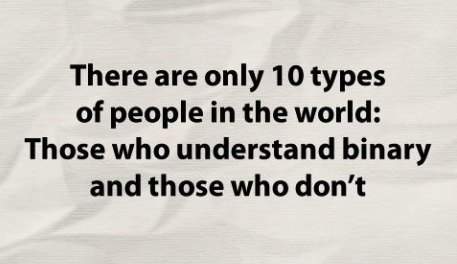 There are only 10 types
of people in the world:
Those who understand binary
and those who don’t